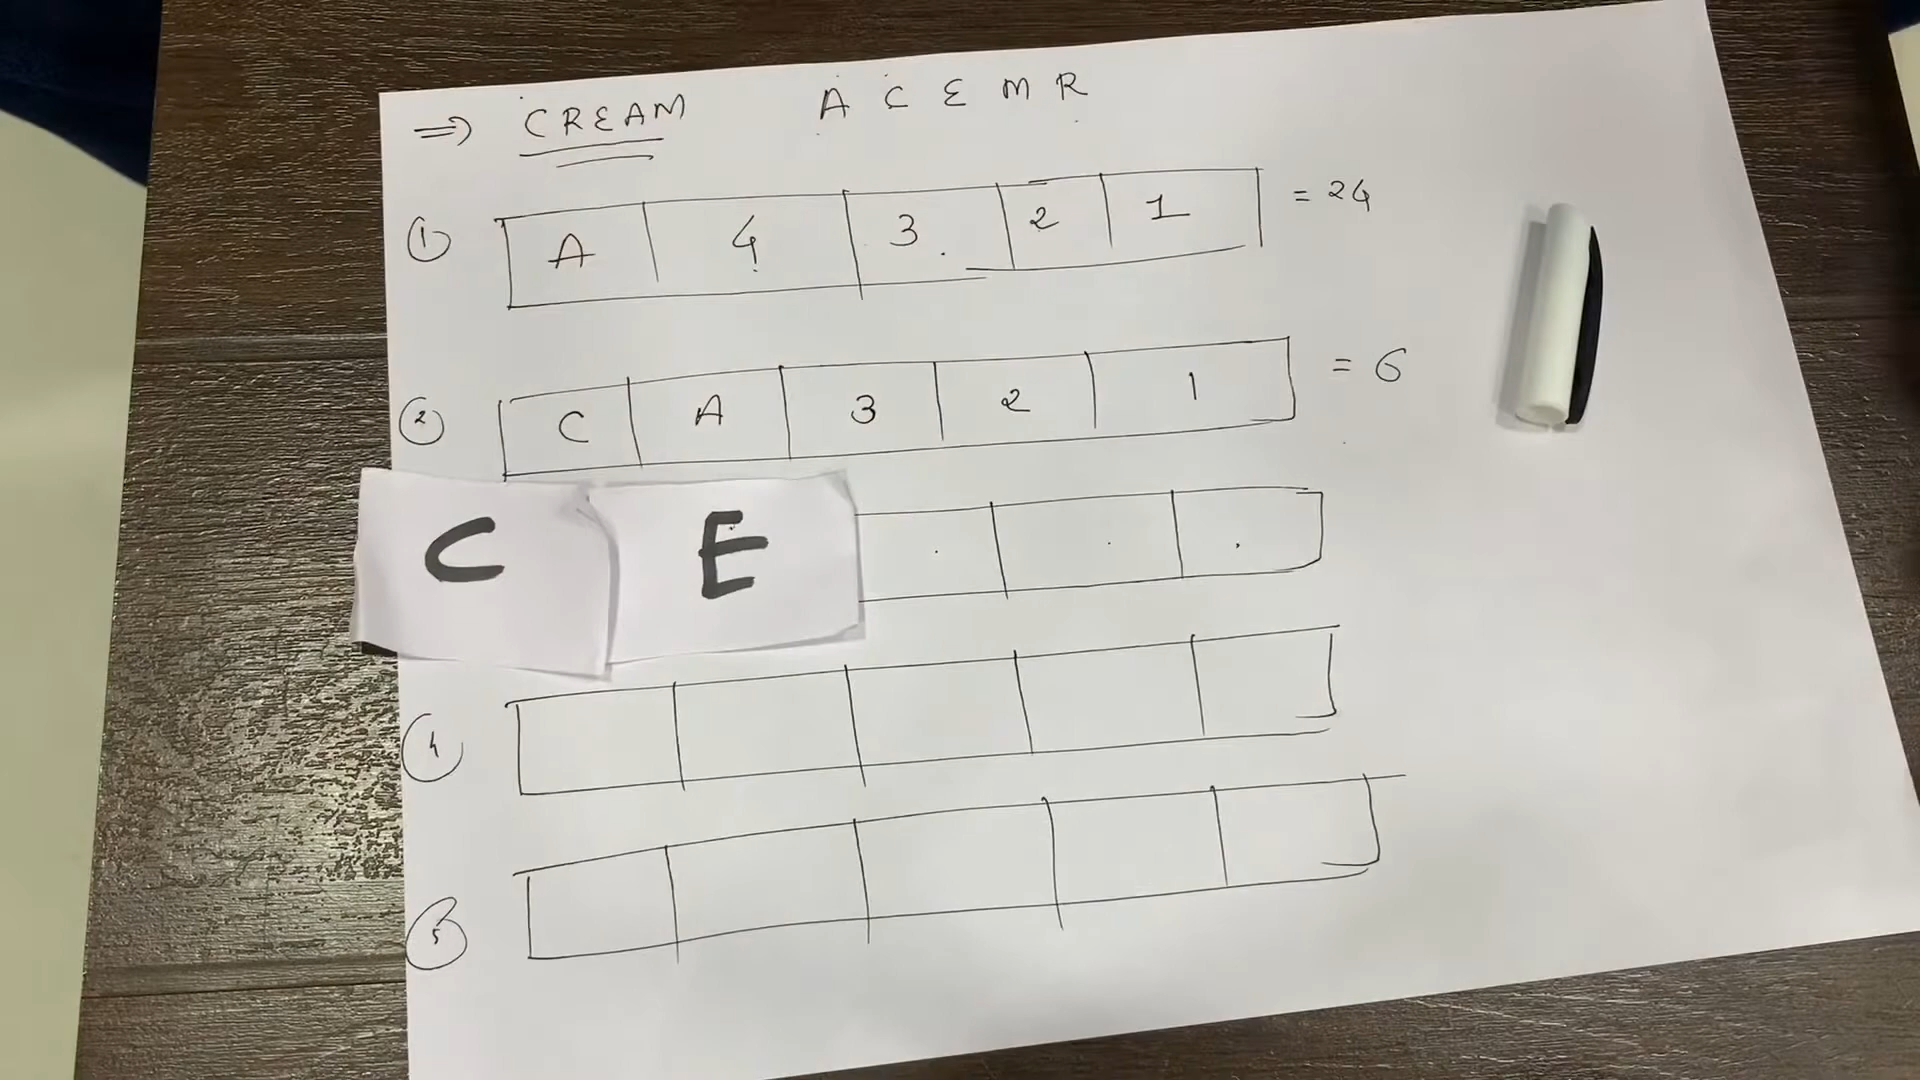 ⇒ CREAM A C E M R
① A 4 3 2 1 = 24
② C A 3 2 1 = 6
C E
④
⑤